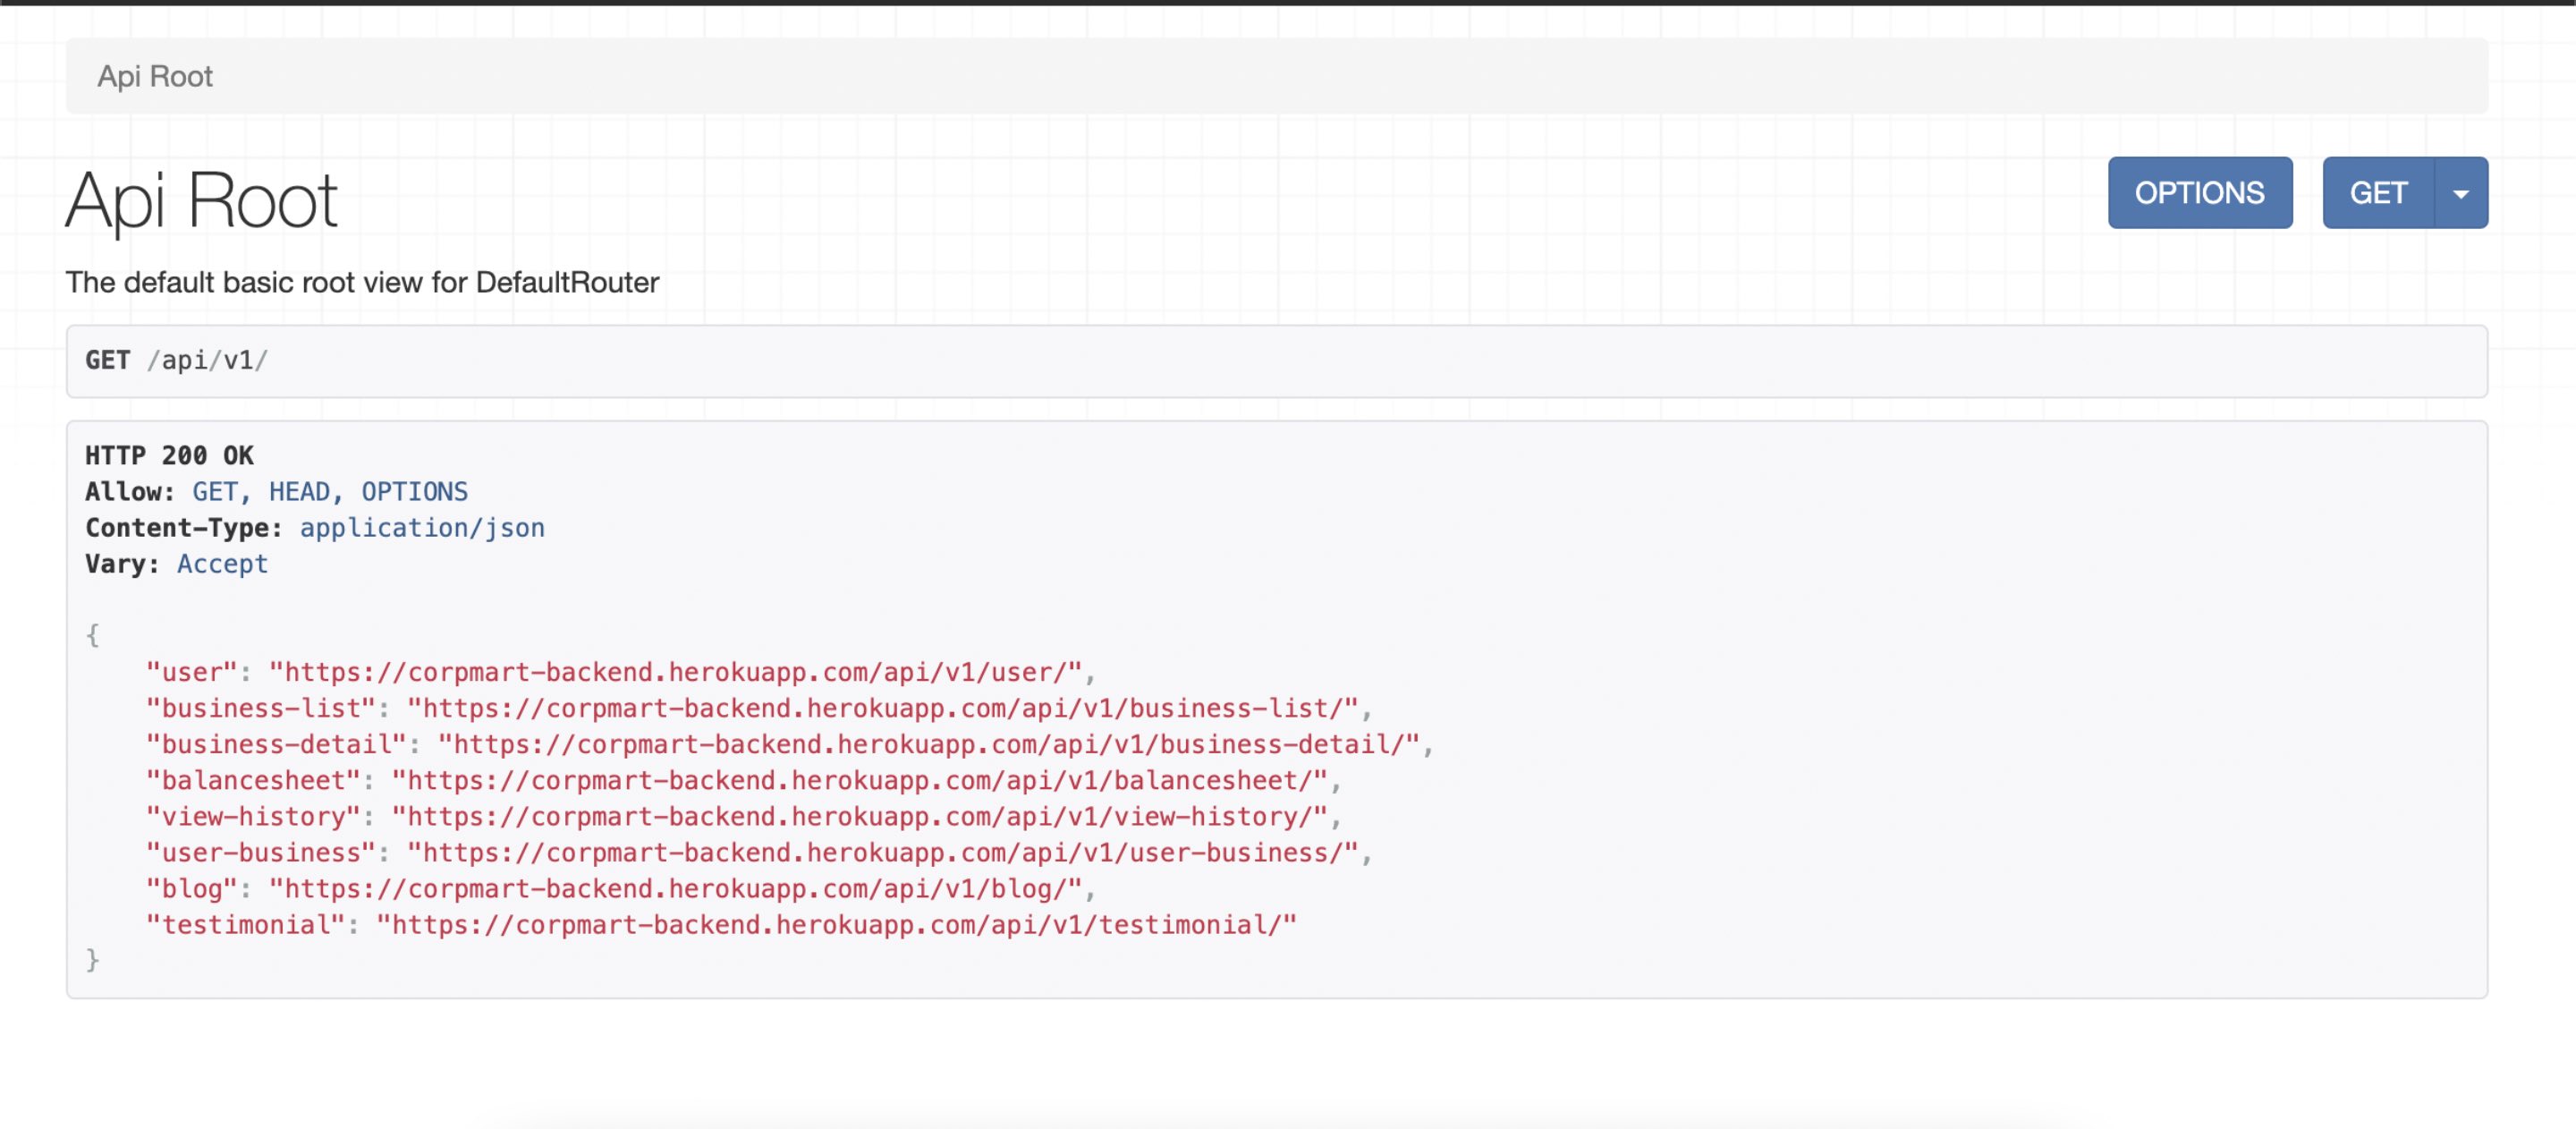 Api Root
Api Root
OPTIONS
GET
The default basic root view for DefaultRouter
GET /api/v1/
HTTP 200 OK
Allow: GET, HEAD, OPTIONS
Content-Type: application/json
Vary: Accept
{
    "user": "https://corpmart-backend.herokuapp.com/api/v1/user/",
    "business-list": "https://corpmart-backend.herokuapp.com/api/v1/business-list/",
    "business-detail": "https://corpmart-backend.herokuapp.com/api/v1/business-detail/",
    "balancesheet": "https://corpmart-backend.herokuapp.com/api/v1/balancesheet/",
    "view-history": "https://corpmart-backend.herokuapp.com/api/v1/view-history/",
    "user-business": "https://corpmart-backend.herokuapp.com/api/v1/user-business/",
    "blog": "https://corpmart-backend.herokuapp.com/api/v1/blog/",
    "testimonial": "https://corpmart-backend.herokuapp.com/api/v1/testimonial/"
}